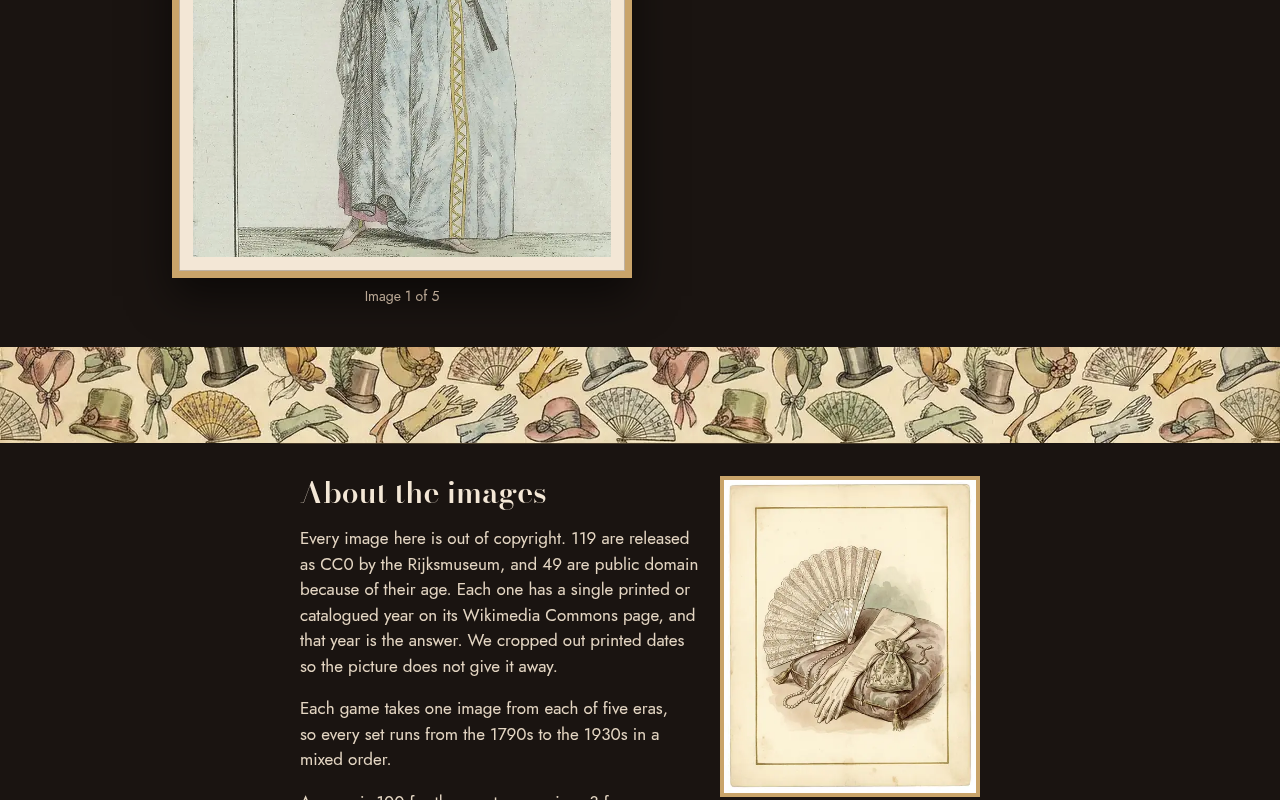 Image 1 of 5
About the images
Every image here is out of copyright. 119 are released
as CC0 by the Rijksmuseum, and 49 are public domain
because of their age. Each one has a single printed or
catalogued year on its Wikimedia Commons page, and
that year is the answer. We cropped out printed dates
so the picture does not give it away.
Each game takes one image from each of five eras,
so every set runs from the 1790s to the 1930s in a
mixed order.